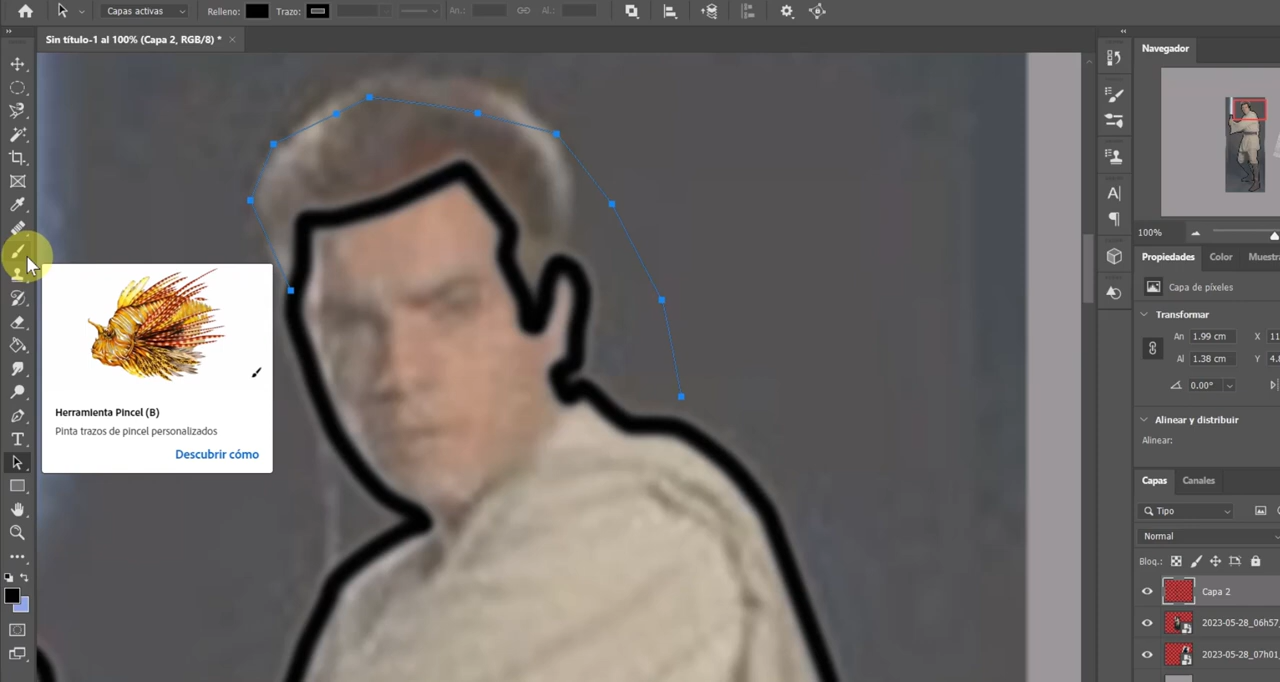 Capas activas
Relleno:
Trazo:
An.:
Al.:
Sin título-1 al 100% (Capa 2, RGB/8) *
Navegador
100%
Propiedades
Color
Muestra
Capa de píxeles
Transformar
An
1.99 cm
X
11
Al
1.38 cm
Y
4.
0.00°
Alinear y distribuir
Alinear:
Capas
Canales
Tipo
Normal
Bloq.:
Capa 2
2023-05-28_06h57_
2023-05-28_07h01_
Herramienta Pincel (B)
Pinta trazos de pincel personalizados
Descubrir cómo